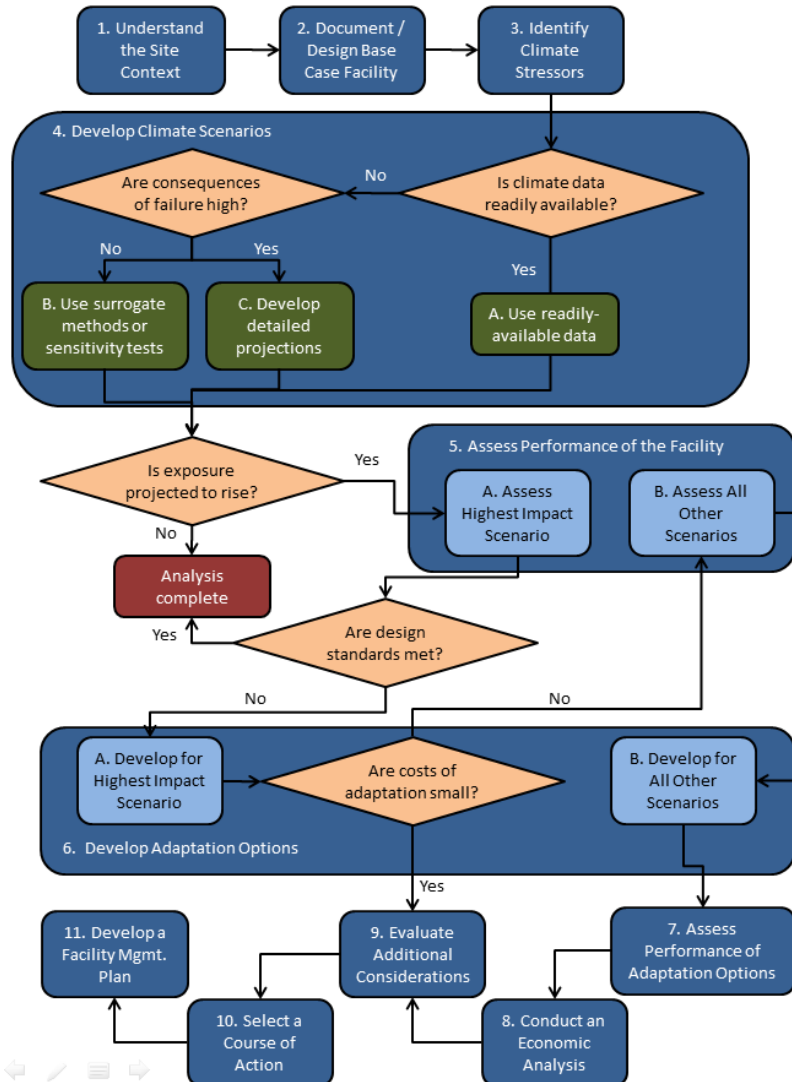 1. Understand
the Site
Context
2. Document /
Design Base
Case Facility
3. Identify
Climate
Stressors
4. Develop Climate Scenarios
Are consequences
of failure high?
No
Is climate data
readily available?
No
Yes
Yes
B. Use surrogate
methods or
sensitivity tests
C. Develop
detailed
projections
A. Use readily-
available data
Is exposure
projected to rise?
Yes
No
5. Assess Performance of the Facility
A. Assess
Highest Impact
Scenario
B. Assess All
Other
Scenarios
Analysis
complete
Yes
Are design
standards met?
No
No
A. Develop for
Highest Impact
Scenario
Are costs of
adaptation small?
B. Develop for
All Other
Scenarios
6. Develop Adaptation Options
Yes
11. Develop a
Facility Mgmt.
Plan
9. Evaluate
Additional
Considerations
7. Assess
Performance of
Adaptation Options
10. Select a
Course of
Action
8. Conduct an
Economic
Analysis